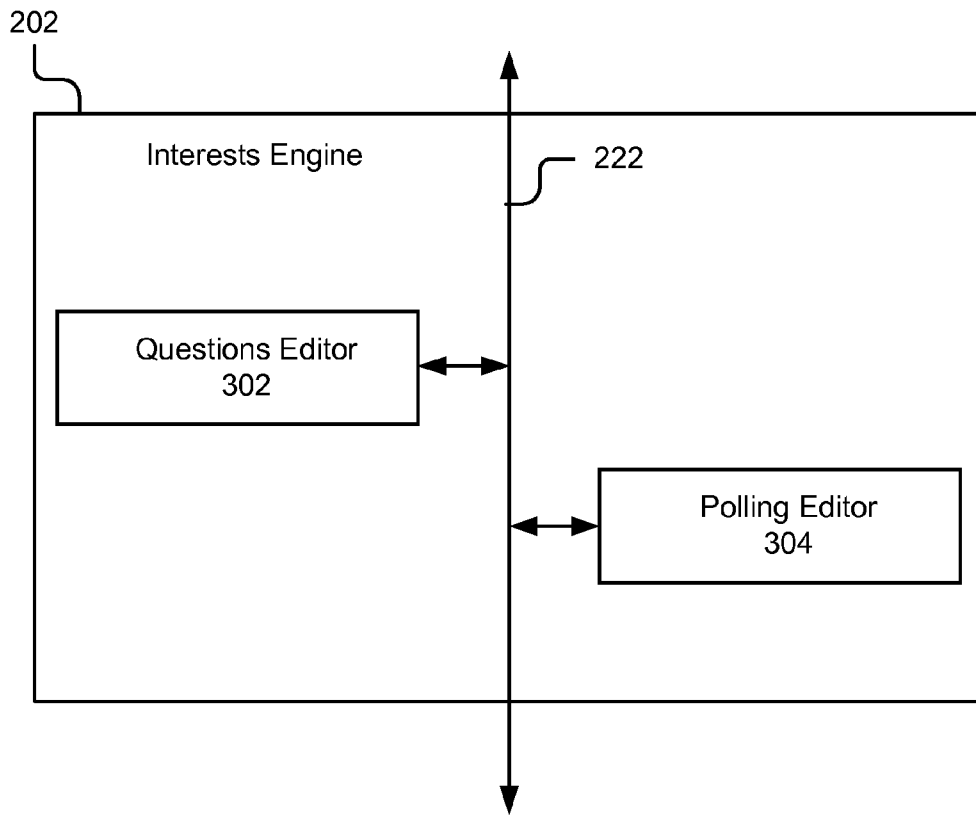 202
Interests Engine
222
Questions Editor
302
Polling Editor
304